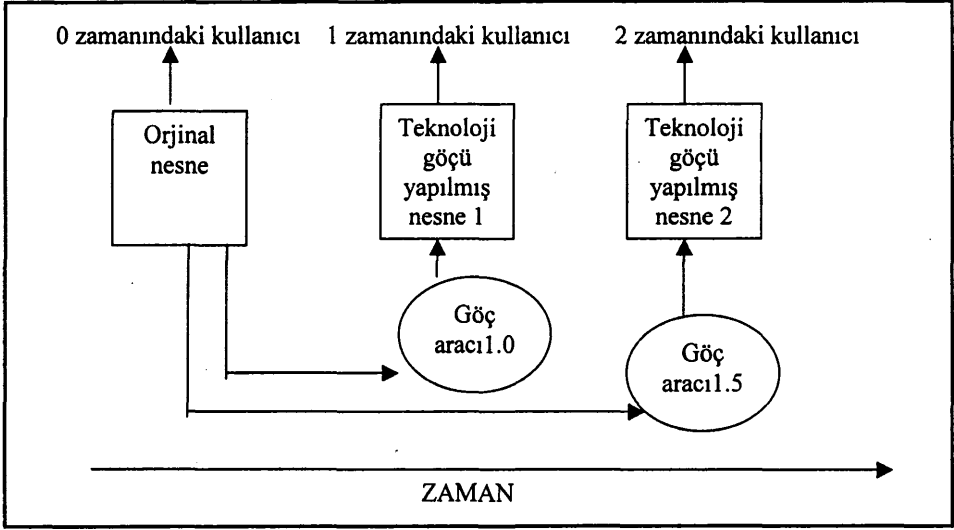 0 zamanındaki kullanıcı
1 zamanındaki kullanıcı
2 zamanındaki kullanıcı
Orjinal
nesne
Teknoloji
göçü
yapılmış
nesne 1
Teknoloji
göçü
yapılmış
nesne 2
Göç
aracı1.0
Göç
aracı1.5
ZAMAN